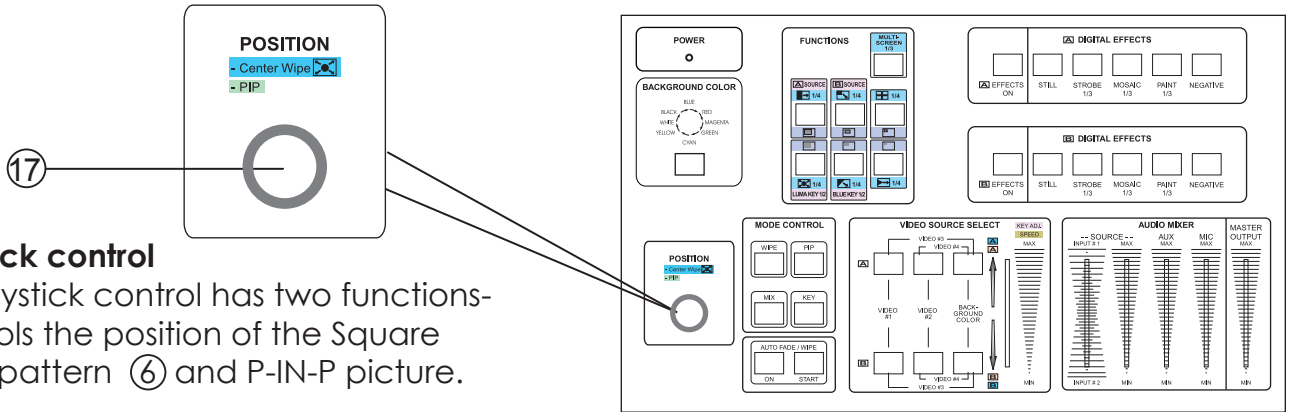 POSITION
- Center Wipe
- PIP
17
ck control
ystick control has two functions-
ols the position of the Square
pattern 6 and P-IN-P picture.
POWER
BACKGROUND COLOR
BLUE
BLACK RED
WHITE MAGENTA
YELLOW GREEN
CYAN
FUNCTIONS
MULTI-
SCREEN
1/3
A SOURCE B SOURCE
1/4 1/4 1/4
1/4 1/4 1/4
LUMA KEY 1/2 BLUE KEY 1/2
A DIGITAL EFFECTS
A EFFECTS STILL STROBE MOSAIC PAINT NEGATIVE
ON 1/3 1/3 1/3
B DIGITAL EFFECTS
B EFFECTS STILL STROBE MOSAIC PAINT NEGATIVE
ON 1/3 1/3 1/3
POSITION
- Center Wipe
- PIP
MODE CONTROL
WIPE PIP
MIX KEY
AUTO FADE / WIPE
ON START
VIDEO SOURCE SELECT
KEY ADJ.
SPEED
VIDEO #3 A MAX
VIDEO #4 A
A
VIDEO VIDEO BACK-
#1 #2 GROUND
COLOR
B
VIDEO #4 B
VIDEO #3 B MIN
AUDIO MIXER
-- SOURCE -- AUX MIC
INPUT # 1 MAX MAX MAX
INPUT # 2 MIN MIN MIN
MASTER
OUTPUT
MAX
MIN